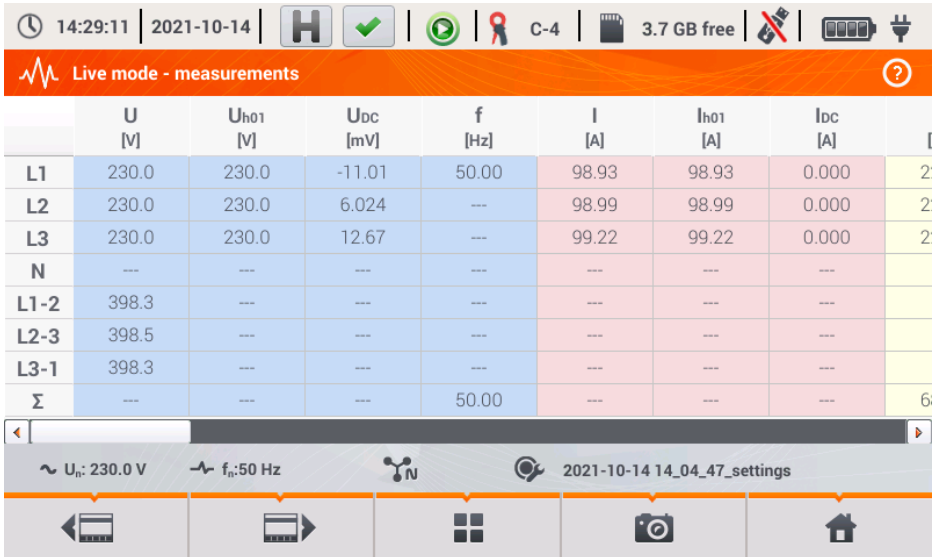 14:29:11 2021-10-14 H C-4 3.7 GB free
Live mode - measurements ?
U Uh01 UDC f I Ih01 IDC
[V] [V] [mV] [Hz] [A] [A] [A] [
L1 230.0 230.0 -11.01 50.00 98.93 98.93 0.000 2
L2 230.0 230.0 6.024 --- 98.99 98.99 0.000 2
L3 230.0 230.0 12.67 --- 99.22 99.22 0.000 2
N --- --- --- --- --- --- ---
L1-2 398.3 --- --- --- --- --- ---
L2-3 398.5 --- --- --- --- --- ---
L3-1 398.3 --- --- --- --- --- ---
Σ --- --- --- 50.00 --- --- --- 6
Un: 230.0 V fn:50 Hz N 2021-10-14 14_04_47_settings